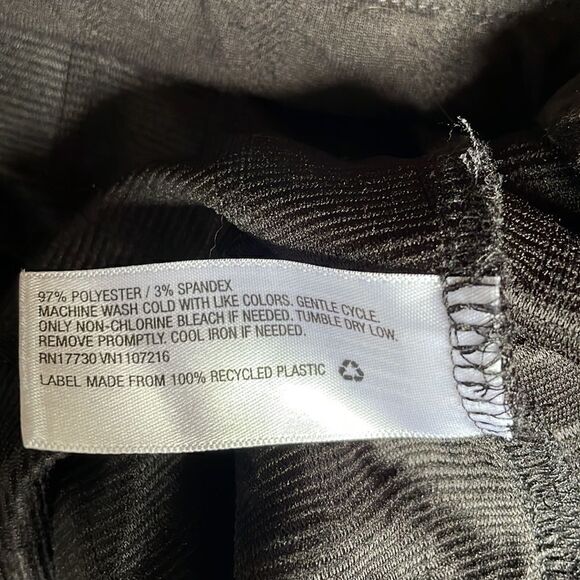 97% POLYESTER / 3% SPANDEX
MACHINE WASH COLD WITH LIKE COLORS. GENTLE CYCLE.
ONLY NON-CHLORINE BLEACH IF NEEDED. TUMBLE DRY LOW.
REMOVE PROMPTLY. COOL IRON IF NEEDED.
RN17730 VN1107216
LABEL MADE FROM 100% RECYCLED PLASTIC